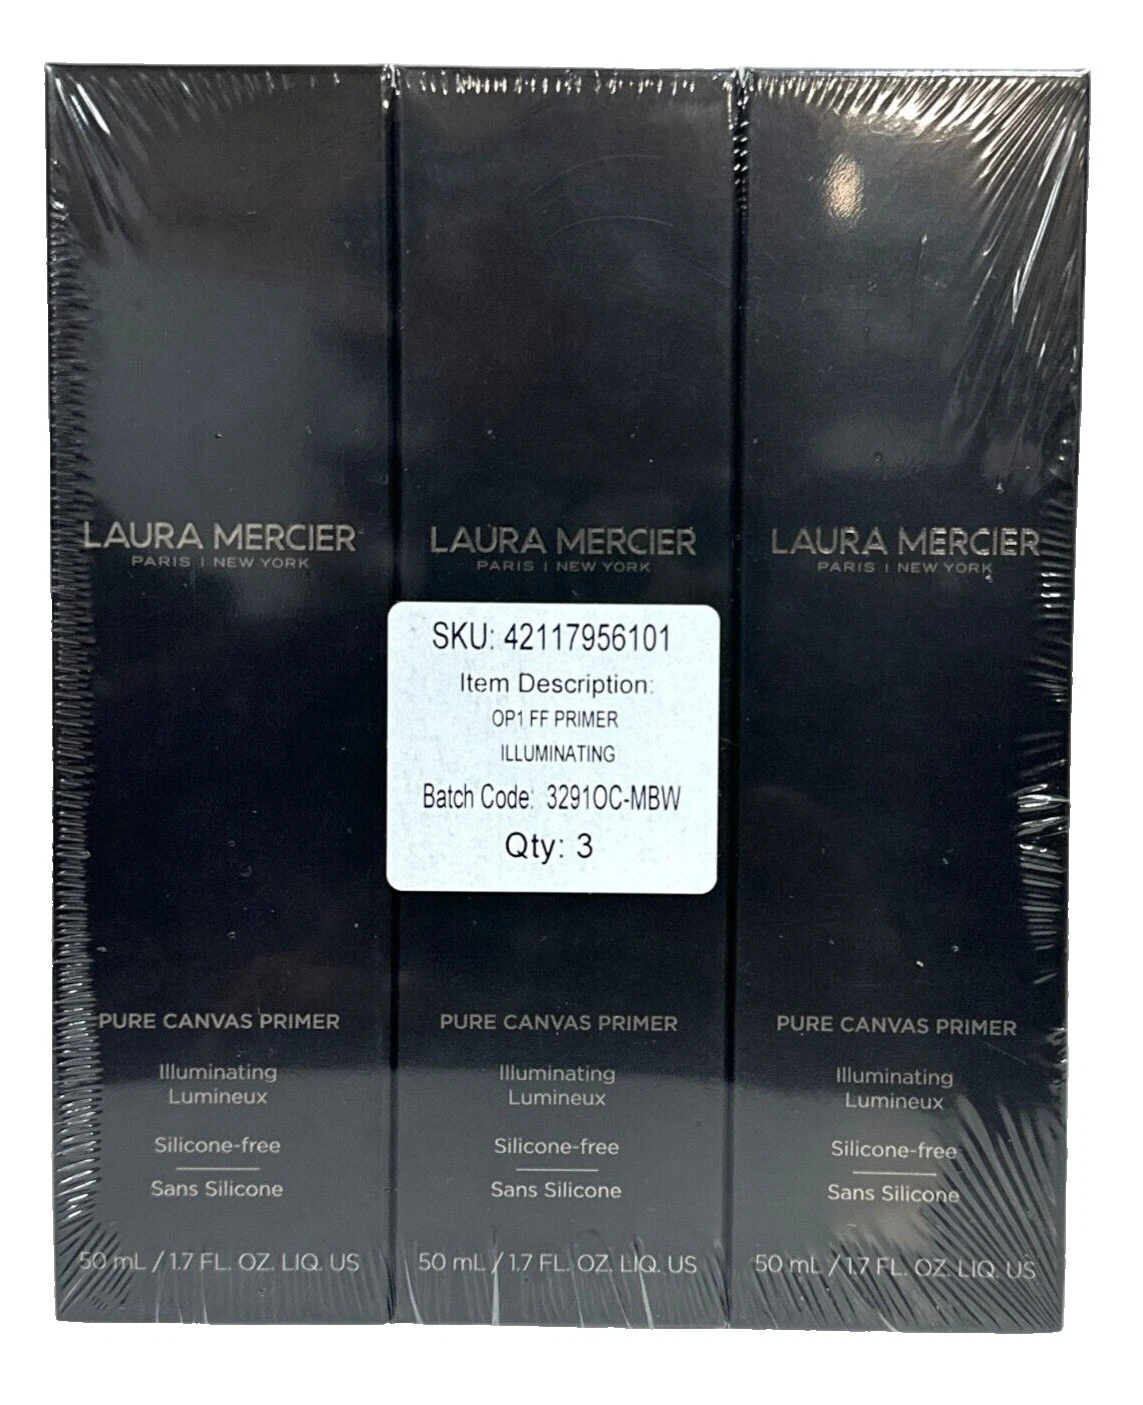 LAURA MERCIER
PARIS | NEW YORK
PURE CANVAS PRIMER
Illuminating
Lumineux
Silicone-free
Sans Silicone
50 mL / 1.7 FL. OZ. LIQ. US
LAURA MERCIER
PARIS | NEW YORK
SKU: 42117956101
Item Description:
OP1 FF PRIMER
ILLUMINATING
Batch Code: 3291OC-MBW
Qty: 3
PURE CANVAS PRIMER
Illuminating
Lumineux
Silicone-free
Sans Silicone
50 mL / 1.7 FL. OZ. LIQ. US
LAURA MERCIER
PARIS | NEW YORK
PURE CANVAS PRIMER
Illuminating
Lumineux
Silicone-free
Sans Silicone
50 mL / 1.7 FL. OZ. LIQ. US